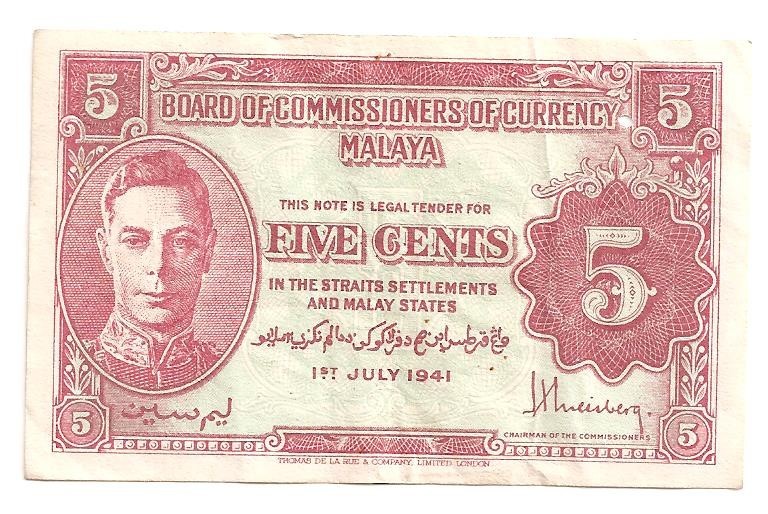 5
5
BOARD OF COMMISSIONERS OF CURRENCY
MALAYA
THIS NOTE IS LEGAL TENDER FOR
FIVE CENTS
5
IN THE STRAITS SETTLEMENTS
AND MALAY STATES
1ST JULY 1941
5
ليم سين
CHAIRMAN OF THE COMMISSIONERS
5
THOMAS DE LA RUE & COMPANY, LIMITED, LONDON